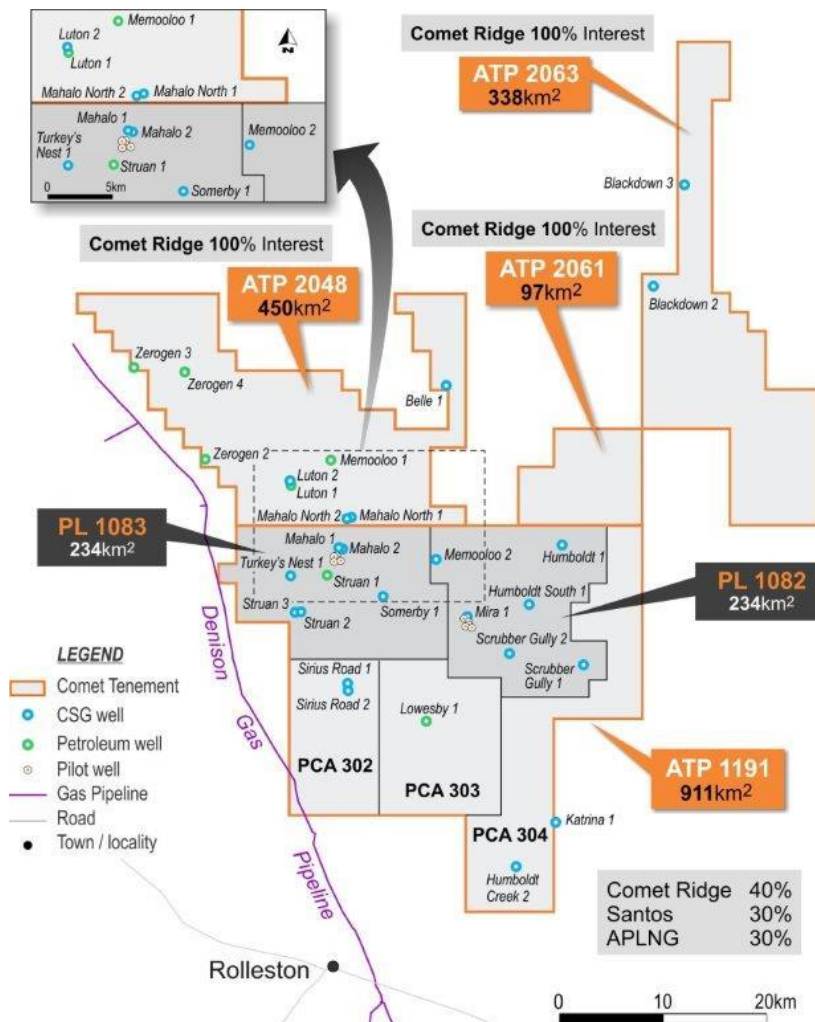 Memooloo 1
Luton 2
Luton 1
N
Mahalo North 2
Mahalo North 1
Mahalo 1
Mahalo 2
Turkey's
Nest 1
Memooloo 2
Struan 1
0
5km
Somerby 1
Comet Ridge 100% Interest
ATP 2063
338km2
Blackdown 3
Comet Ridge 100% Interest
ATP 2048
450km2
Comet Ridge 100% Interest
ATP 2061
97km2
Blackdown 2
Zerogen 3
Zerogen 4
Belle 1
Zerogen 2
Memooloo 1
Luton 2
Luton 1
Mahalo North 2
Mahalo North 1
PL 1083
234km2
Mahalo 1
Mahalo 2
Turkey's Nest 1
Struan 1
Memooloo 2
Humboldt 1
Humboldt South 1
PL 1082
234km2
Struan 3
Struan 2
Somerby 1
Mira 1
Scrubber Gully 2
Scrubber
Gully 1
Sirius Road 1
Sirius Road 2
Lowesby 1
PCA 302
PCA 303
PCA 304
ATP 1191
911km2
Katrina 1
Humboldt
Creek 2
Denison
Gas
Pipeline
LEGEND
Comet Tenement
CSG well
Petroleum well
Pilot well
Gas Pipeline
Road
Town / locality
Comet Ridge 40%
Santos 30%
APLNG 30%
Rolleston
0
10
20km